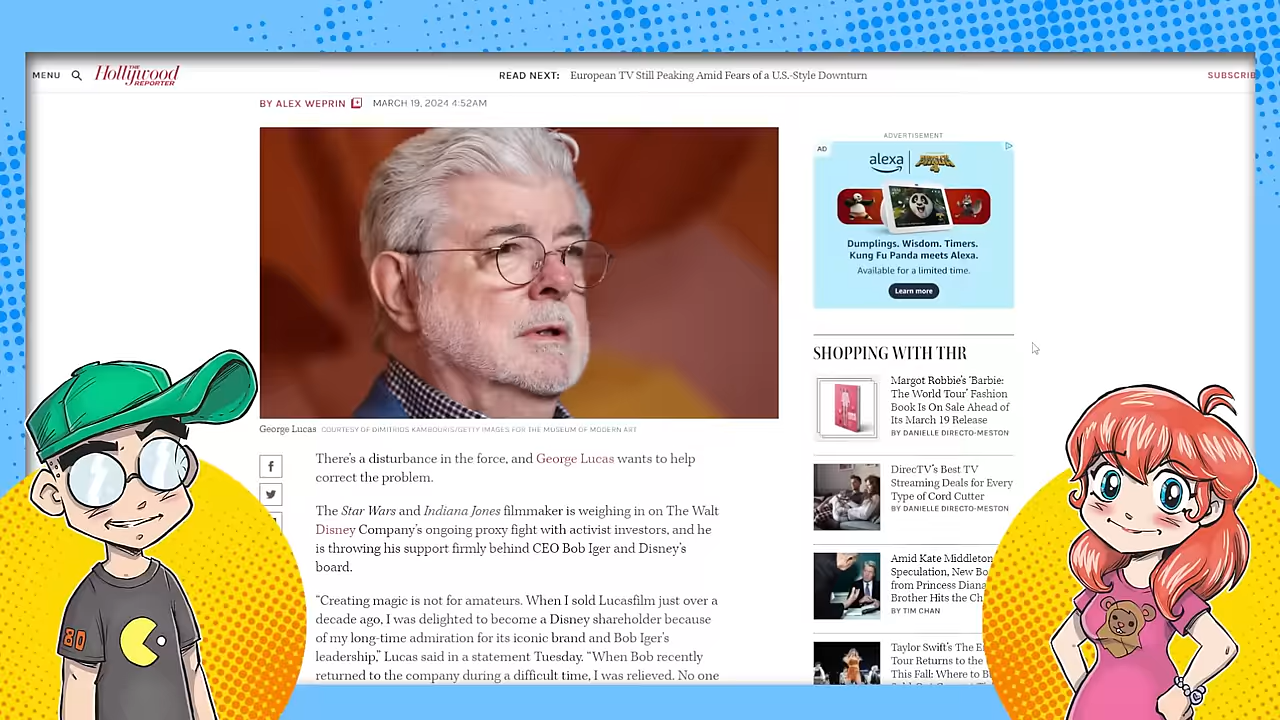 MENU
THE
Hollywood
REPORTER
READ NEXT: European TV Still Peaking Amid Fears of a U.S.-Style Downturn
SUBSCRIB
BY ALEX WEPRIN MARCH 19, 2024 4:52AM
George Lucas COURTESY OF DIMITRIOS KAMBOURIS/GETTY IMAGES FOR THE MUSEUM OF MODERN ART
There's a disturbance in the force, and George Lucas wants to help
correct the problem.
The Star Wars and Indiana Jones filmmaker is weighing in on The Walt
Disney Company's ongoing proxy fight with activist investors, and he
is throwing his support firmly behind CEO Bob Iger and Disney's
board.
“Creating magic is not for amateurs. When I sold Lucasfilm just over a
decade ago, I was delighted to become a Disney shareholder because
of my long-time admiration for its iconic brand and Bob Iger's
leadership,” Lucas said in a statement Tuesday. “When Bob recently
returned to the company during a difficult time, I was relieved. No one
ADVERTISEMENT
AD
alexa
Dumplings. Wisdom. Timers.
Kung Fu Panda meets Alexa.
Available for a limited time.
Learn more
SHOPPING WITH THR
Margot Robbie's 'Barbie:
The World Tour' Fashion
Book Is On Sale Ahead of
Its March 19 Release
BY DANIELLE DIRECTO-MESTON
DirecTV's Best TV
Streaming Deals for Every
Type of Cord Cutter
BY DANIELLE DIRECTO-MESTON
Amid Kate Middleton
Speculation, New Bo
from Princess Diana
Brother Hits the Ch
BY TIM CHAN
Taylor Swift's The E
Tour Returns to the
This Fall: Where to B
80